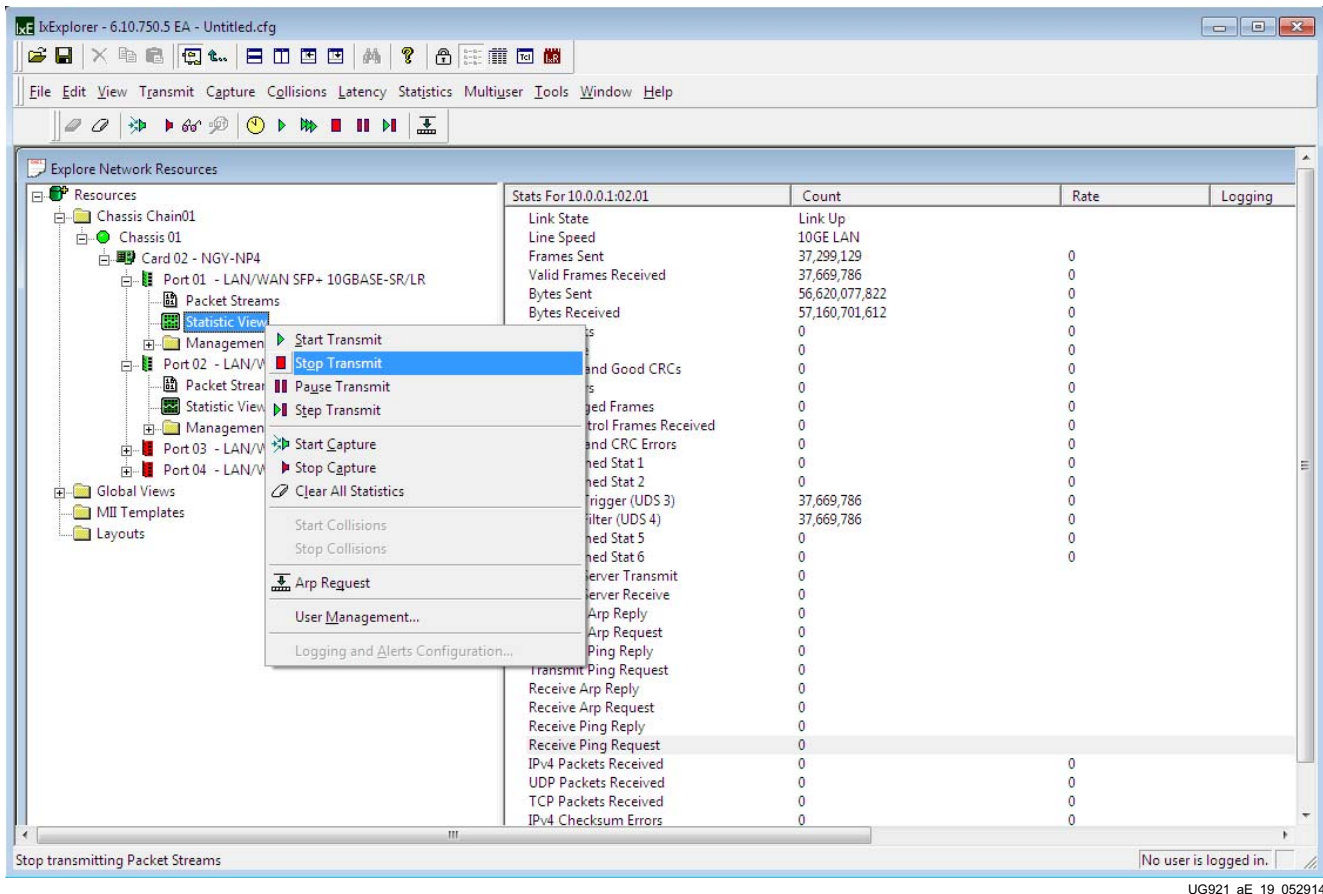 IxE IxExplorer - 6.10.750.5 EA - Untitled.cfg
File Edit View Transmit Capture Collisions Latency Statistics Multiuser Tools Window Help
Explore Network Resources
Resources
Chassis Chain01
Chassis 01
Card 02 - NGY-NP4
Port 01 - LAN/WAN SFP+ 10GBASE-SR/LR
Packet Streams
Statistic View
Managemen
Port 02 - LAN/W
Packet Strear
Statistic View
Managemen
Port 03 - LAN/W
Port 04 - LAN/W
Global Views
MII Templates
Layouts
Start Transmit
Stop Transmit
Pause Transmit
Step Transmit
Start Capture
Stop Capture
Clear All Statistics
Start Collisions
Stop Collisions
Arp Request
User Management...
Logging and Alerts Configuration...
Stats For 10.0.0.1:02.01 Count Rate Logging
Link State Link Up
Line Speed 10GE LAN
Frames Sent 37,299,129 0
Valid Frames Received 37,669,786 0
Bytes Sent 56,620,077,822 0
Bytes Received 57,160,701,612 0
ts 0 0
0 0
and Good CRCs 0 0
s 0 0
ged Frames 0 0
trol Frames Received 0 0
and CRC Errors 0 0
ned Stat 1 0 0
ned Stat 2 0 0
rigger (UDS 3) 37,669,786 0
ilter (UDS 4) 37,669,786 0
ned Stat 5 0 0
ned Stat 6 0 0
erver Transmit 0
erver Receive 0
Arp Reply 0
Arp Request 0
Ping Reply 0
Transmit Ping Request 0
Receive Arp Reply 0
Receive Arp Request 0
Receive Ping Reply 0
Receive Ping Request 0
IPv4 Packets Received 0 0
UDP Packets Received 0 0
TCP Packets Received 0 0
IPv4 Checksum Errors 0 0
Stop transmitting Packet Streams
No user is logged in.
UG921_aE_19_052914